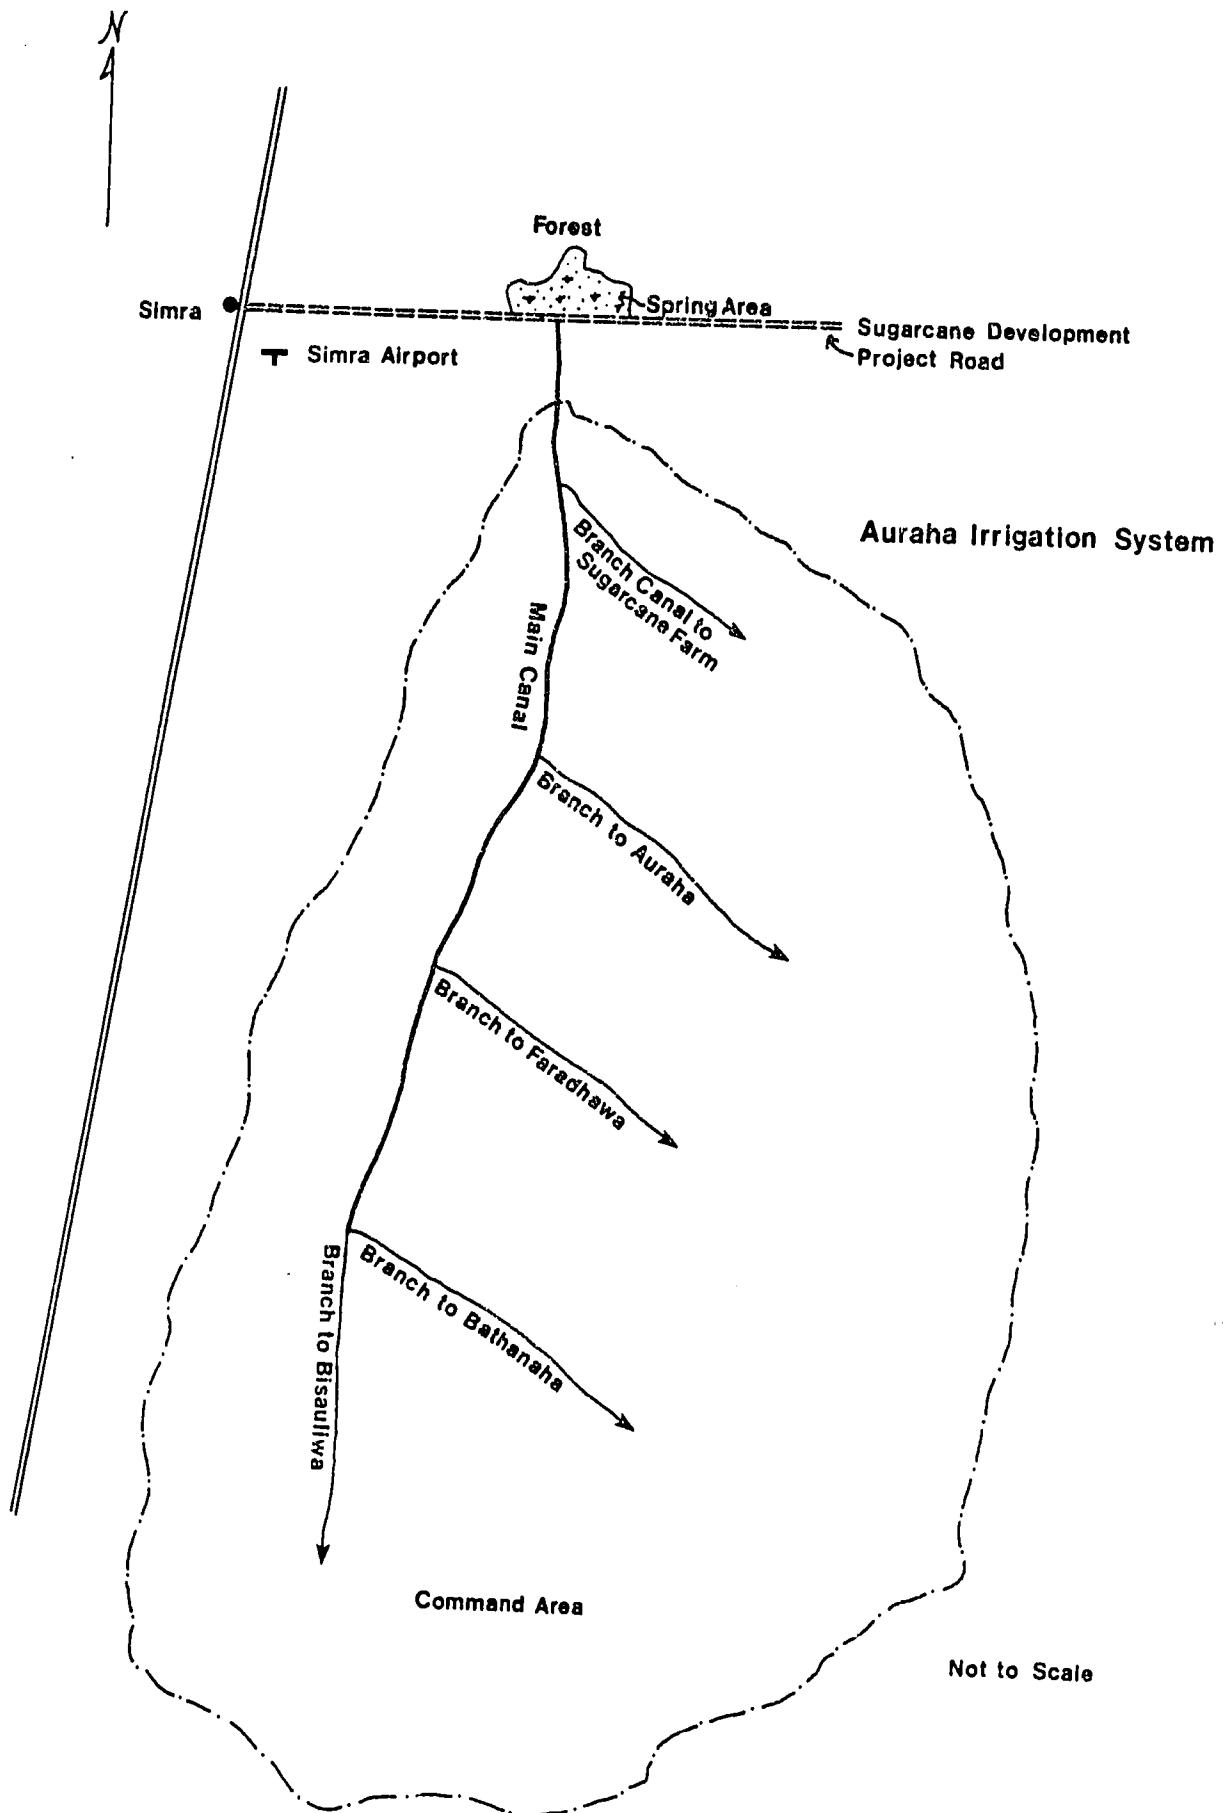 N
Forest
Simra
Spring Area
Sugarcane Development
Project Road
Simra Airport
Auraha Irrigation System
Branch Canal to
Sugarcane Farm
Main Canal
Branch to Auraha
Branch to Faradhawa
Branch to Bathanaha
Branch to Bisauliwa
Command Area
Not to Scale